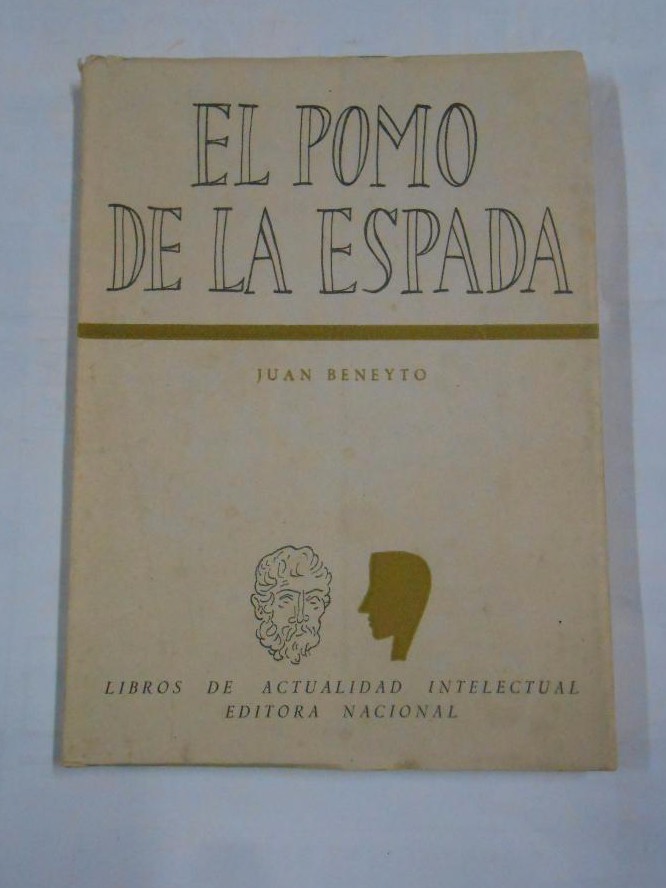 EL POMO
DE LA ESPADA
JUAN BENEYTO
LIBROS DE ACTUALIDAD INTELECTUAL
EDITORA NACIONAL